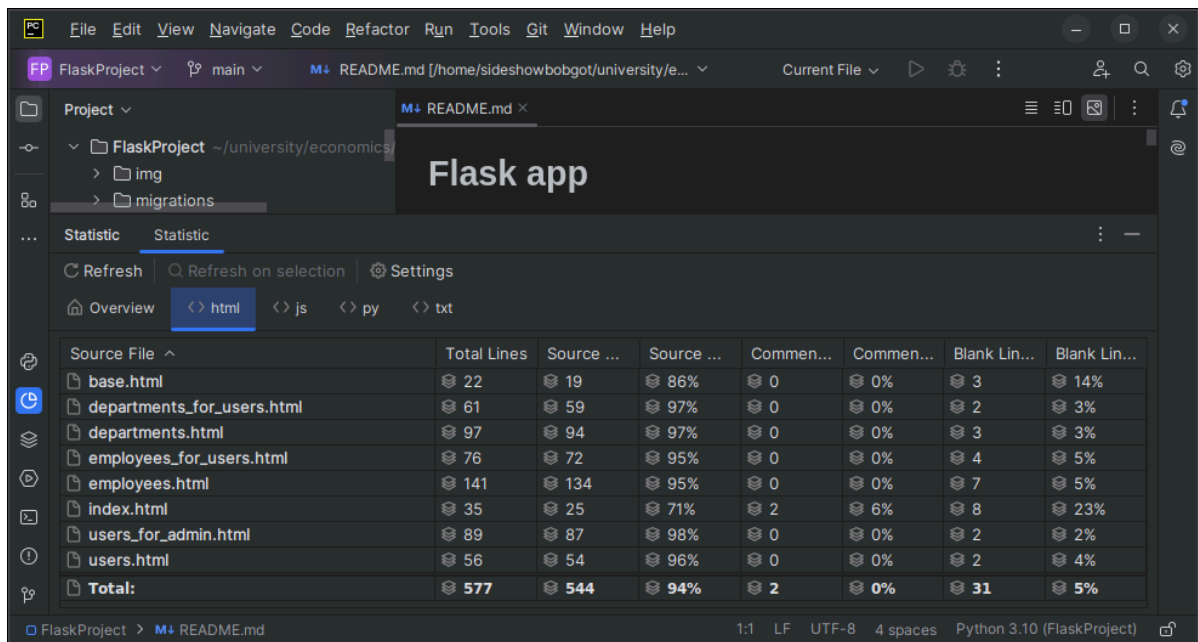 PC File Edit View Navigate Code Refactor Run Tools Git Window Help
FP FlaskProject main M↓ README.md [/home/sideshowbobgot/university/e... Current File
Project M↓ README.md
FlaskProject ~/university/economics/
img
migrations
Flask app
Statistic Statistic
Refresh Refresh on selection Settings
Overview <> html <> js <> py <> txt
Source File Total Lines Source ... Source ... Commen... Commen... Blank Lin... Blank Lin...
base.html 22 19 86% 0 0% 3 14%
departments_for_users.html 61 59 97% 0 0% 2 3%
departments.html 97 94 97% 0 0% 3 3%
employees_for_users.html 76 72 95% 0 0% 4 5%
employees.html 141 134 95% 0 0% 7 5%
index.html 35 25 71% 2 6% 8 23%
users_for_admin.html 89 87 98% 0 0% 2 2%
users.html 56 54 96% 0 0% 2 4%
Total: 577 544 94% 2 0% 31 5%
FlaskProject > M↓ README.md 1:1 LF UTF-8 4 spaces Python 3.10 (FlaskProject)